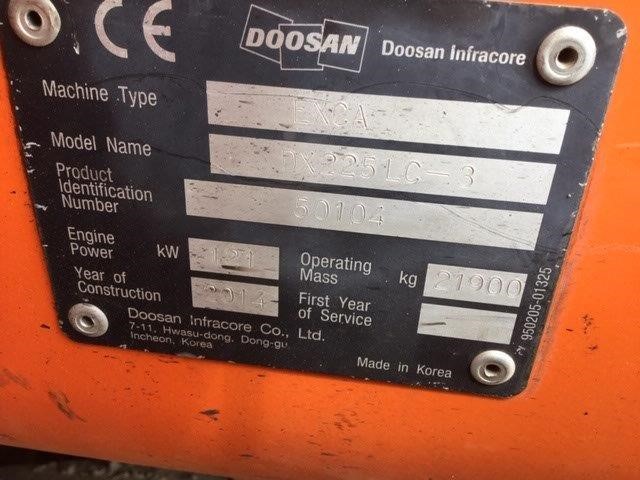 CE DOOSAN Doosan Infracore
Machine Type EXCA
Model Name DX225LC-3
Product
Identification
Number 50104
Engine
Power kW 121 Operating
Mass kg 21900
Year of
Construction 2014 First Year
of Service
Doosan Infracore Co., Ltd.
7-11, Hwasu-dong, Dong-gu
Incheon, Korea
Made in Korea
950205-01325